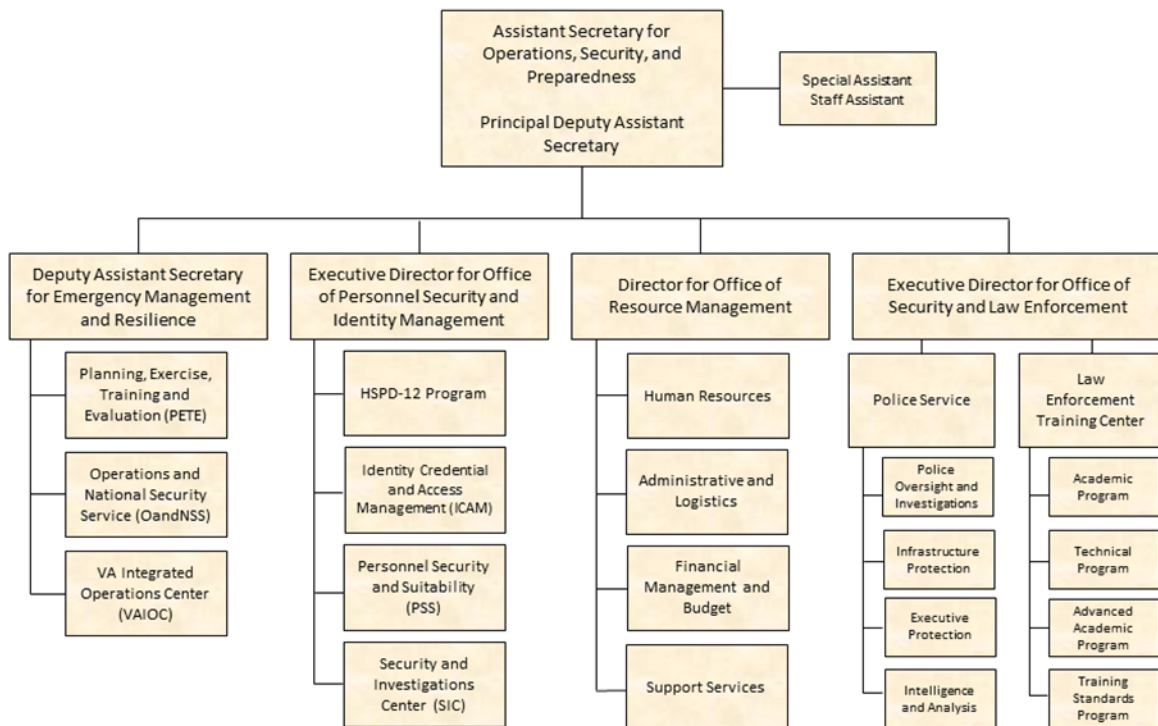 Assistant Secretary for
Operations, Security, and
Preparedness
Principal Deputy Assistant
Secretary
Special Assistant
Staff Assistant
Deputy Assistant Secretary
for Emergency Management
and Resilience
Planning, Exercise,
Training and
Evaluation (PETE)
Operations and
National Security
Service (OandNSS)
VA Integrated
Operations Center
(VAIOC)
Executive Director for Office
of Personnel Security and
Identity Management
HSPD-12 Program
Identity Credential
and Access
Management (ICAM)
Personnel Security
and Suitability
(PSS)
Security and
Investigations
Center (SIC)
Director for Office of
Resource Management
Human Resources
Administrative and
Logistics
Financial
Management and
Budget
Support Services
Executive Director for Office of
Security and Law Enforcement
Police Service
Police
Oversight and
Investigations
Infrastructure
Protection
Executive
Protection
Intelligence
and Analysis
Law
Enforcement
Training Center
Academic
Program
Technical
Program
Advanced
Academic
Program
Training
Standards
Program